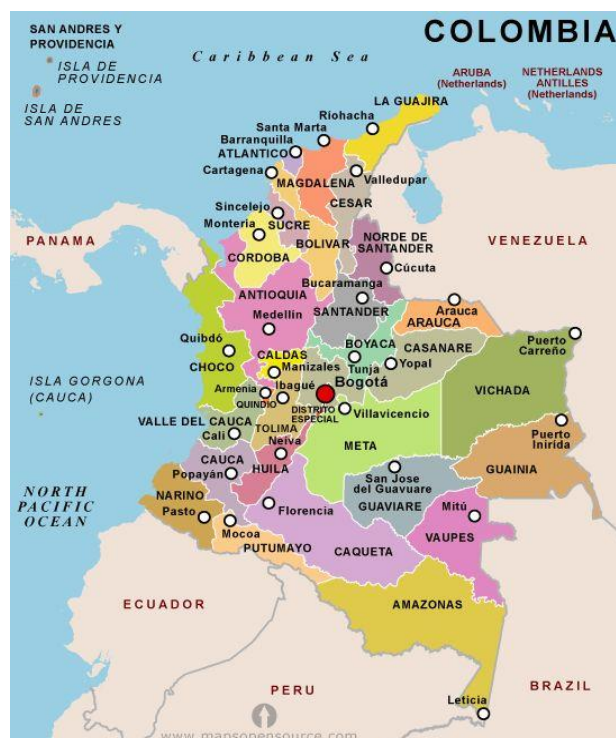 COLOMBIA
SAN ANDRES Y
PROVIDENCIA
ISLA DE
PROVIDENCIA
ISLA DE
SAN ANDRES
Caribbean Sea
ARUBA
(Netherlands)
NETHERLANDS
ANTILLES
(Netherlands)
LA GUAJIRA
Riohacha
Santa Marta
Barranquilla
ATLANTICO
Cartagena
MAGDALENA
Valledupar
CESAR
Sincelejo
SUCRE
Monteria
BOLIVAR
CORDOBA
NORDE DE
SANTANDER
PANAMA
VENEZUELA
Cúcuta
Bucaramanga
ANTIOQUIA
SANTANDER
Medellin
Arauca
ARAUCA
Puerto
Carreño
BOYACA
CASANARE
Quibdó
CHOCO
CALDAS
Manizales
Tunja
Yopal
VICHADA
Armenia
Ibagué
Bogotá
QUINDIO
DISTRITO
ESPECIAL
Villavicencio
ISLA GORGONA
(CAUCA)
VALLE DEL CAUCA
TOLIMA
Cali
Neiva
META
Puerto
Inirida
CAUCA
HUILA
Popayán
San Jose
del Guavuare
GUAINIA
NORTH
PACIFIC
OCEAN
NARINO
Pasto
Florencia
GUAVIARE
Mitú
Mocoa
VAUPES
PUTUMAYO
CAQUETA
ECUADOR
AMAZONAS
PERU
BRAZIL
Leticia
www.mapsopensource.com